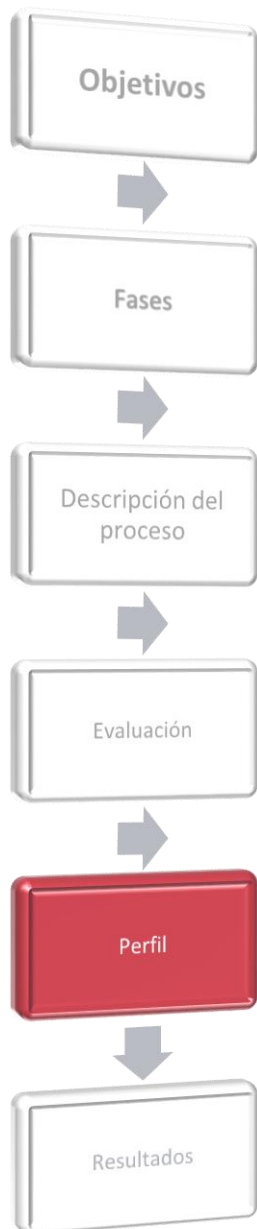 Objetivos
Fases
Descripción del
proceso
Evaluación
Perfil
Resultados